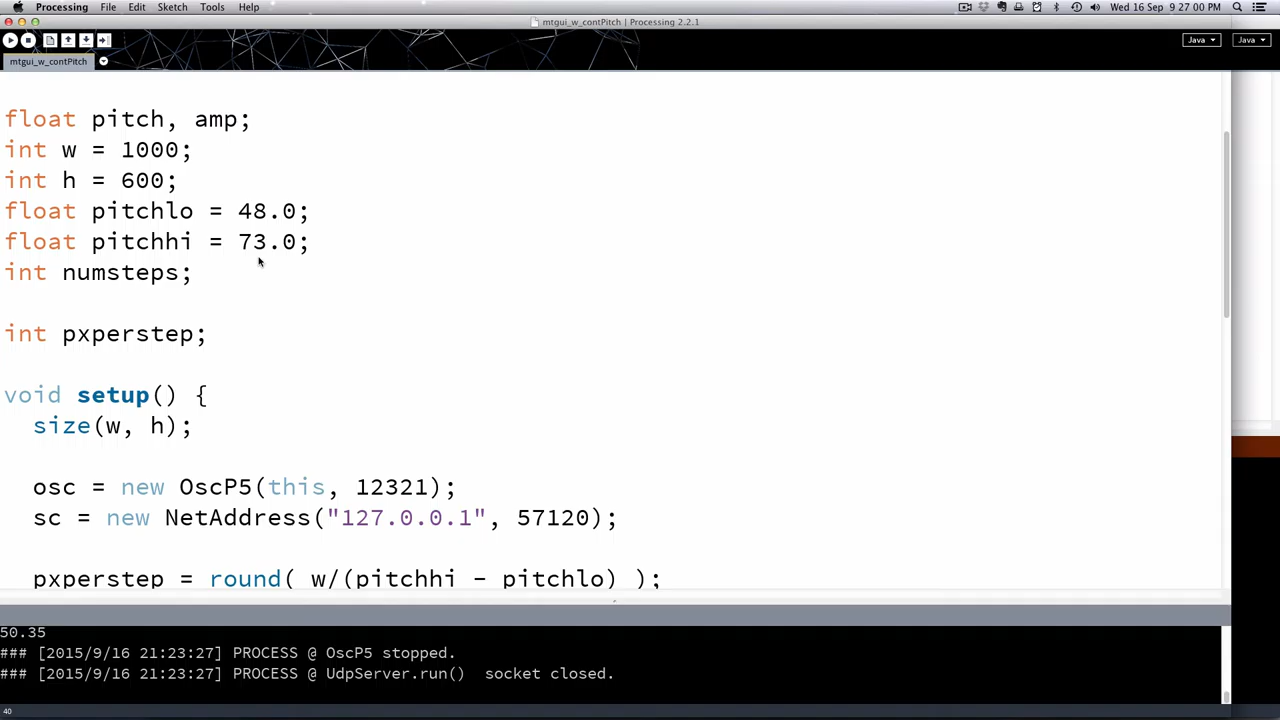 Processing File Edit Sketch Tools Help Wed 16 Sep 9 27 00 PM
mtgui_w_contPitch | Processing 2.2.1
Java Java
mtgui_w_contPitch
float pitch, amp;
int w = 1000;
int h = 600;
float pitchlo = 48.0;
float pitchhi = 73.0;
int numsteps;
int pxperstep;
void setup() {
size(w, h);
osc = new OscP5(this, 12321);
sc = new NetAddress("127.0.0.1", 57120);
pxperstep = round( w/(pitchhi - pitchlo) );
50.35
### [2015/9/16 21:23:27] PROCESS @ OscP5 stopped.
### [2015/9/16 21:23:27] PROCESS @ UdpServer.run() socket closed.
40